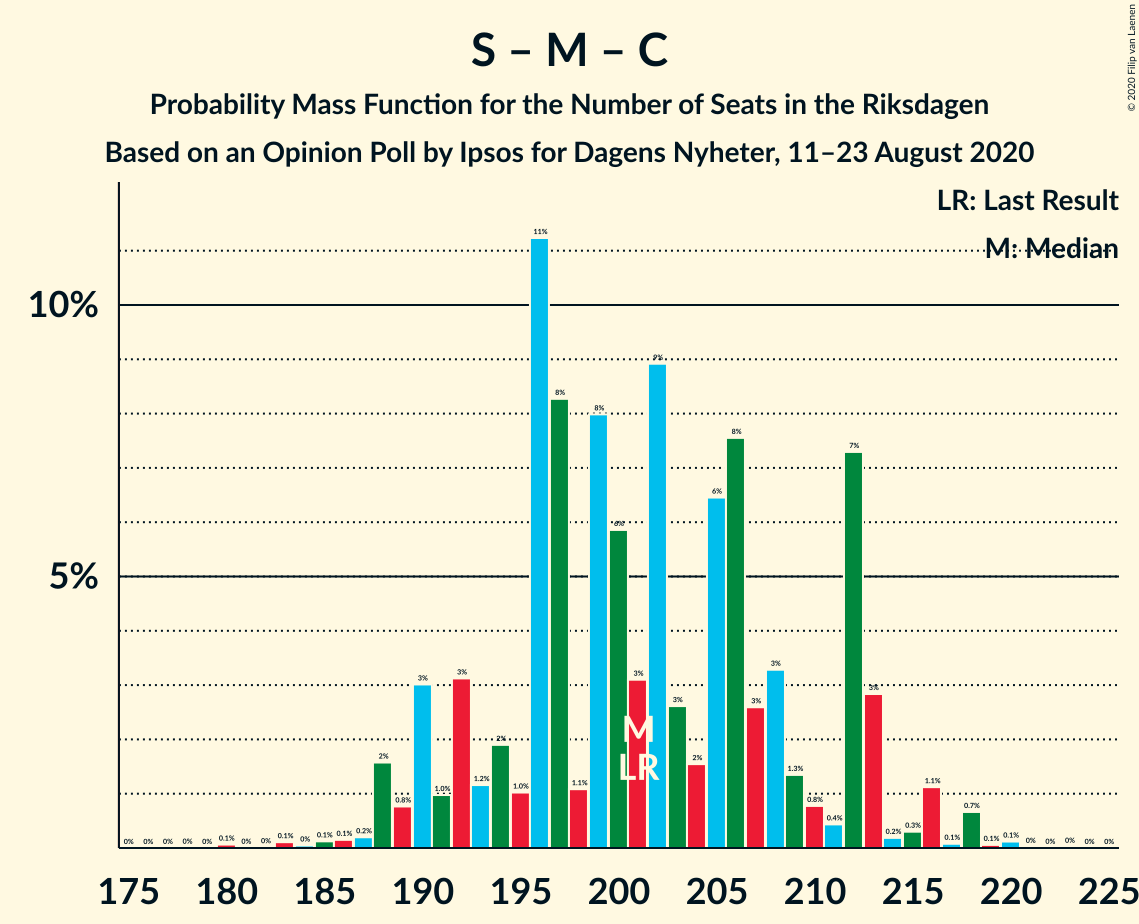 S – M – C
Probability Mass Function for the Number of Seats in the Riksdagen
Based on an Opinion Poll by Ipsos for Dagens Nyheter, 11–23 August 2020
© 2020 Filip van Laenen
LR: Last Result
M: Median
10%
5%
0% 0% 0% 0% 0% 0.1% 0% 0% 0.1% 0% 0.1% 0.1% 0.2% 2% 0.8% 3% 1.0% 3% 1.2% 2% 1.0% 11% 8% 1.1% 8% 6% 3% 9% 3% 2% 6% 8% 3% 3% 1.3% 0.8% 0.4% 7% 3% 0.2% 0.3% 1.1% 0.1% 0.7% 0.1% 0.1% 0% 0% 0% 0% 0%
M
LR
175 180 185 190 195 200 205 210 215 220 225